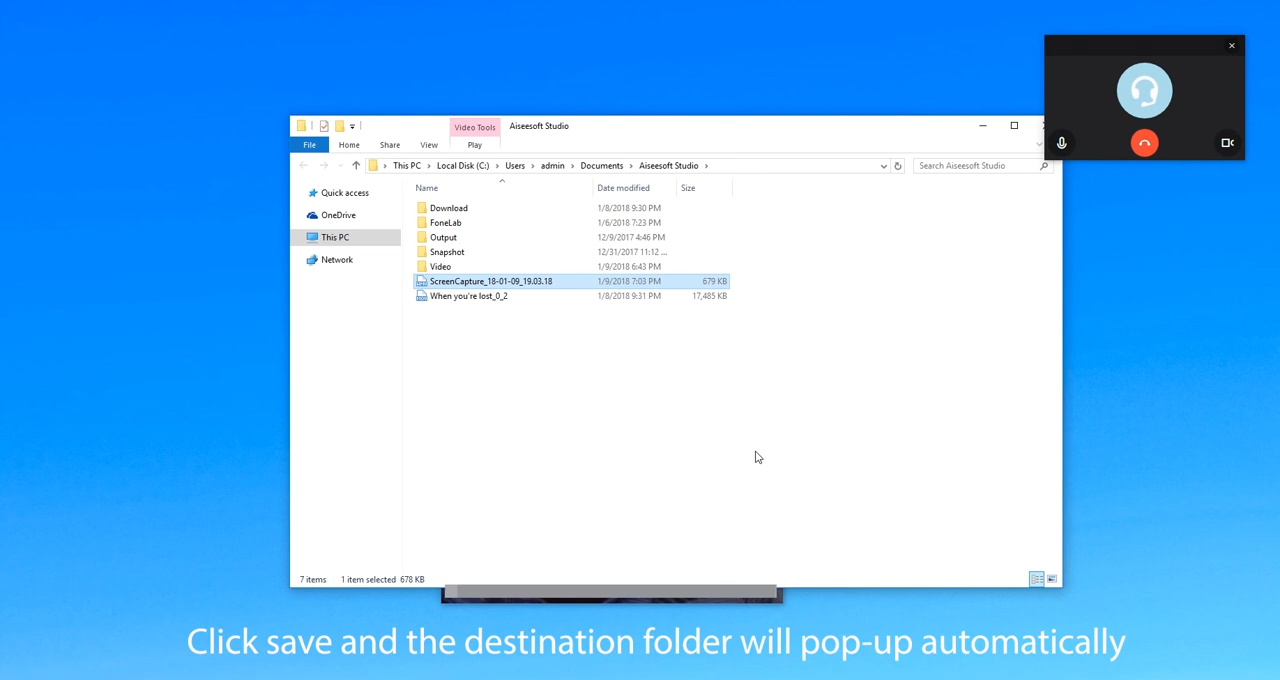 Video Tools
Aiseesoft Studio
File
Home
Share
View
Play
This PC
Local Disk (C:)
Users
admin
Documents
Aiseesoft Studio
Search Aiseesoft Studio
Quick access
OneDrive
This PC
Network
Name Date modified Size
Download 1/8/2018 9:30 PM
FoneLab 1/6/2018 7:23 PM
Output 12/9/2017 4:46 PM
Snapshot 12/31/2017 11:12 ...
Video 1/9/2018 6:43 PM
ScreenCapture_18-01-09_19.03.18 1/9/2018 7:03 PM 679 KB
When you're lost_0_2 1/8/2018 9:31 PM 17,485 KB
7 items 1 item selected 678 KB
Click save and the destination folder will pop-up automatically